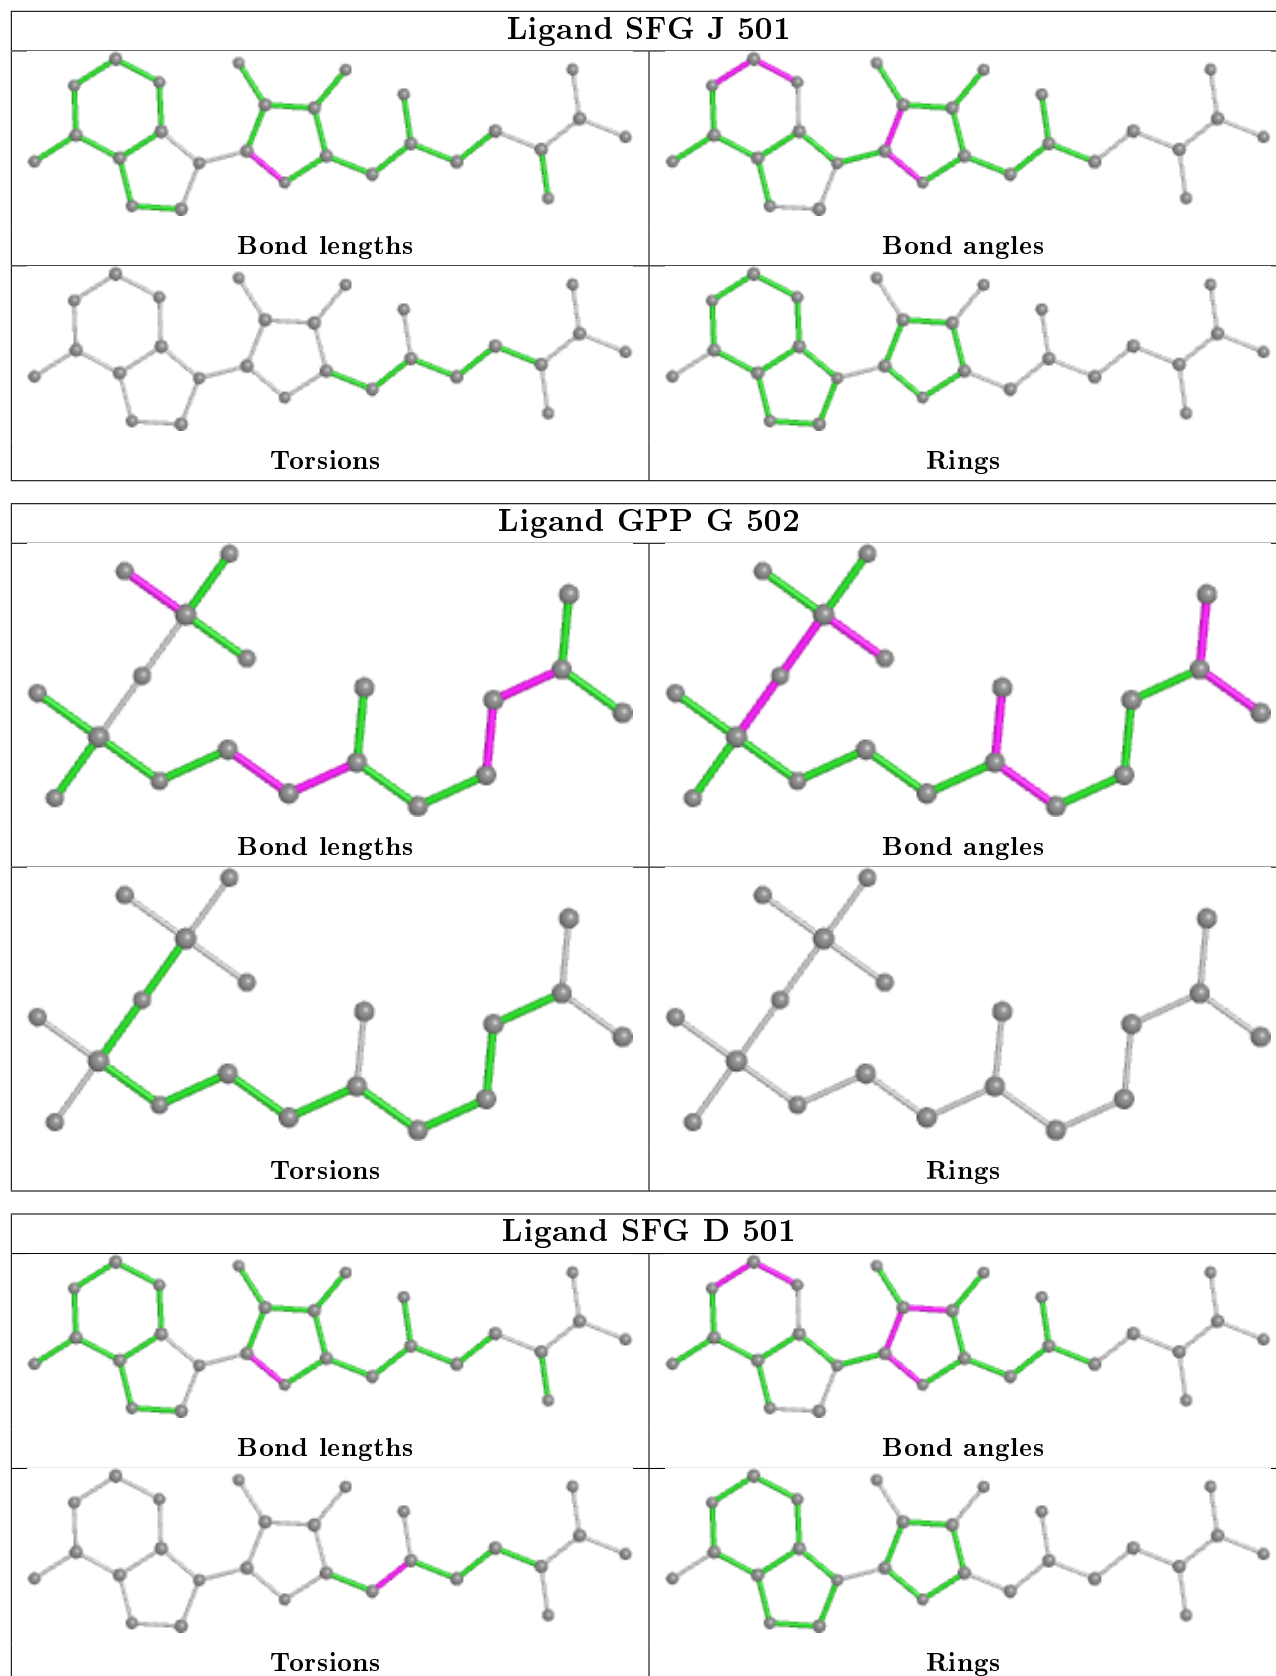 Ligand SFG J 501
Bond lengths
Bond angles
Torsions
Rings
Ligand GPP G 502
Bond lengths
Bond angles
Torsions
Rings
Ligand SFG D 501
Bond lengths
Bond angles
Torsions
Rings